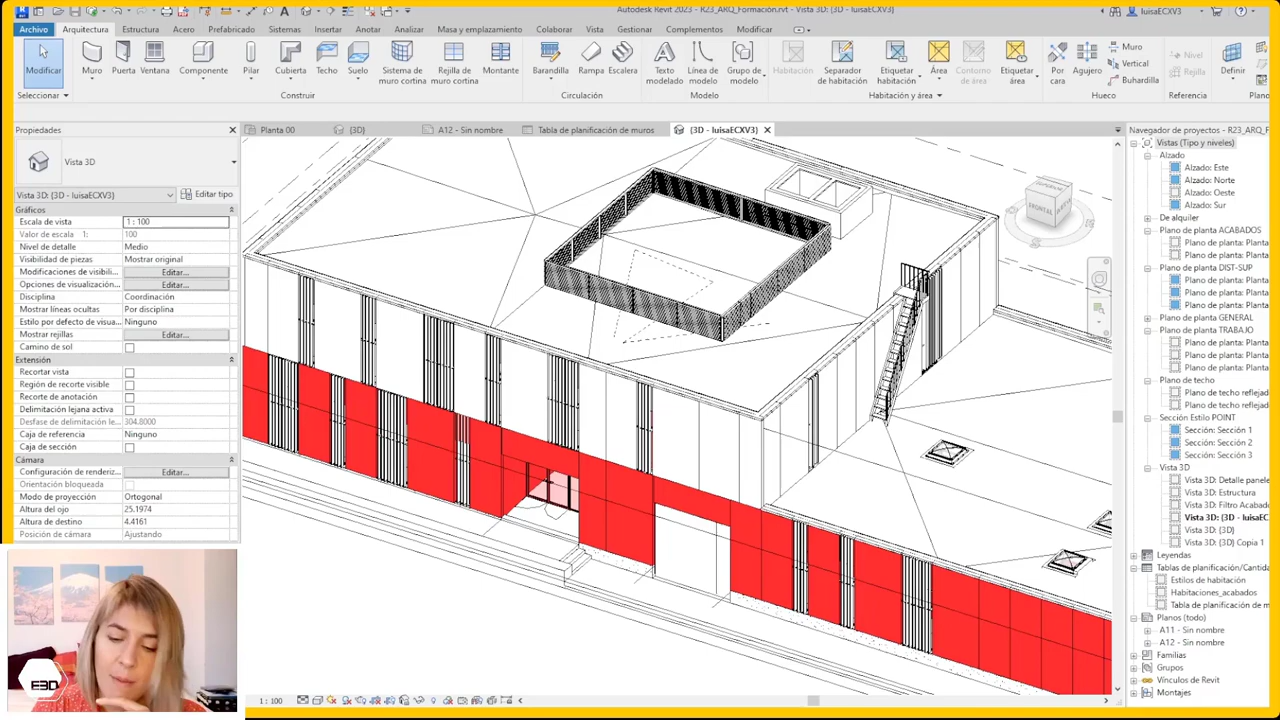 Autodesk Revit 2023 - R23_ARQ_Formación.rvt - Vista 3D: {3D - luisaECXV3}
luisaECXV3
Archivo Arquitectura Estructura Acero Prefabricado Sistemas Insertar Anotar Analizar Masa y emplazamiento Colaborar Vista Gestionar Complementos Modificar
Modificar
Muro
Puerta
Ventana
Componente
Pilar
Cubierta
Techo
Suelo
Sistema de muro cortina
Rejilla de muro cortina
Montante
Barandilla
Rampa
Escalera
Texto modelado
Línea de modelo
Grupo de modelo
Habitación
Separador de habitación
Etiquetar habitación
Área
Contorno de área
Etiquetar área
Por cara
Agujero
Muro
Vertical
Buhardilla
Nivel
Rejilla
Definir
Seleccionar
Construir
Circulación
Modelo
Habitación y área
Hueco
Referencia
Plano
Propiedades
Planta 00
{3D}
A12 - Sin nombre
Tabla de planificación de muros
{3D - luisaECXV3}
Navegador de proyectos - R23_ARQ_Forma
Vista 3D
Vista 3D: {3D - luisaECXV3}
Editar tipo
Gráficos
Escala de vista 1 : 100
Valor de escala 1: 100
Nivel de detalle Medio
Visibilidad de piezas Mostrar original
Modificaciones de visibili... Editar...
Opciones de visualización... Editar...
Disciplina Coordinación
Mostrar líneas ocultas Por disciplina
Estilo por defecto de visua... Ninguno
Mostrar rejillas Editar...
Camino de sol
Extensión
Recortar vista
Región de recorte visible
Recorte de anotación
Delimitación lejana activa
Desfase de delimitación le... 304.8000
Caja de referencia Ninguno
Caja de sección
Cámara
Configuración de renderiz... Editar...
Orientación bloqueada
Modo de proyección Ortogonal
Altura del ojo 25.1974
Altura de destino 4.4161
Posición de cámara Ajustando
FRONTAL
Vistas (Tipo y niveles)
Alzado
Alzado: Este
Alzado: Norte
Alzado: Oeste
Alzado: Sur
De alquiler
Plano de planta ACABADOS
Plano de planta: Planta
Plano de planta: Planta
Plano de planta DIST-SUP
Plano de planta: Planta
Plano de planta: Planta
Plano de planta: Planta
Plano de planta GENERAL
Plano de planta TRABAJO
Plano de planta: Planta
Plano de planta: Planta
Plano de planta: Planta
Plano de techo
Plano de techo reflejad
Plano de techo reflejad
Sección Estilo POINT
Sección: Sección 1
Sección: Sección 2
Sección: Sección 3
Vista 3D
Vista 3D: Detalle panele
Vista 3D: Estructura
Vista 3D: Filtro Acabado
Vista 3D: {3D - luisaEC
Vista 3D: {3D}
Vista 3D: {3D} Copia 1
Leyendas
Tablas de planificación/Cantidad
Estilos de habitación
Habitaciones_acabados
Tabla de planificación de m
Planos (todo)
A11 - Sin nombre
A12 - Sin nombre
Familias
Grupos
Vínculos de Revit
Montajes
E3D
1 : 100